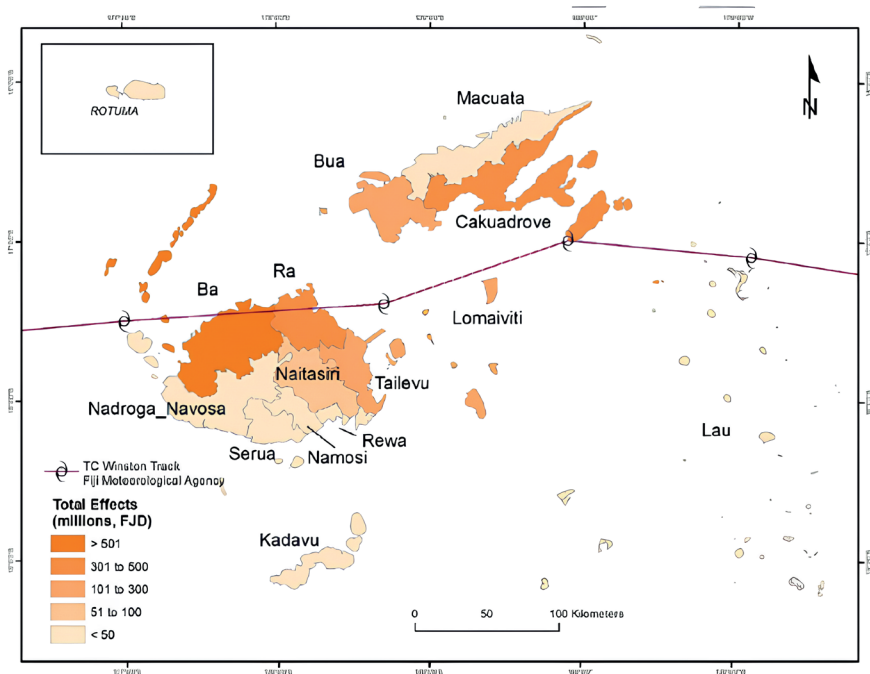 ROTUMA
N
Macuata
Bua
Cakuadrove
Ra
Ba
Lomaiviti
Naitasiri
Tailevu
Nadroga_Navosa
Lau
Rewa
Serua
Namosi
TC Winston Track
Fiji Meteorological Agency
Total Effects
(millions, FJD)
> 501
301 to 500
101 to 300
51 to 100
< 50
Kadavu
0 50 100 Kilometers